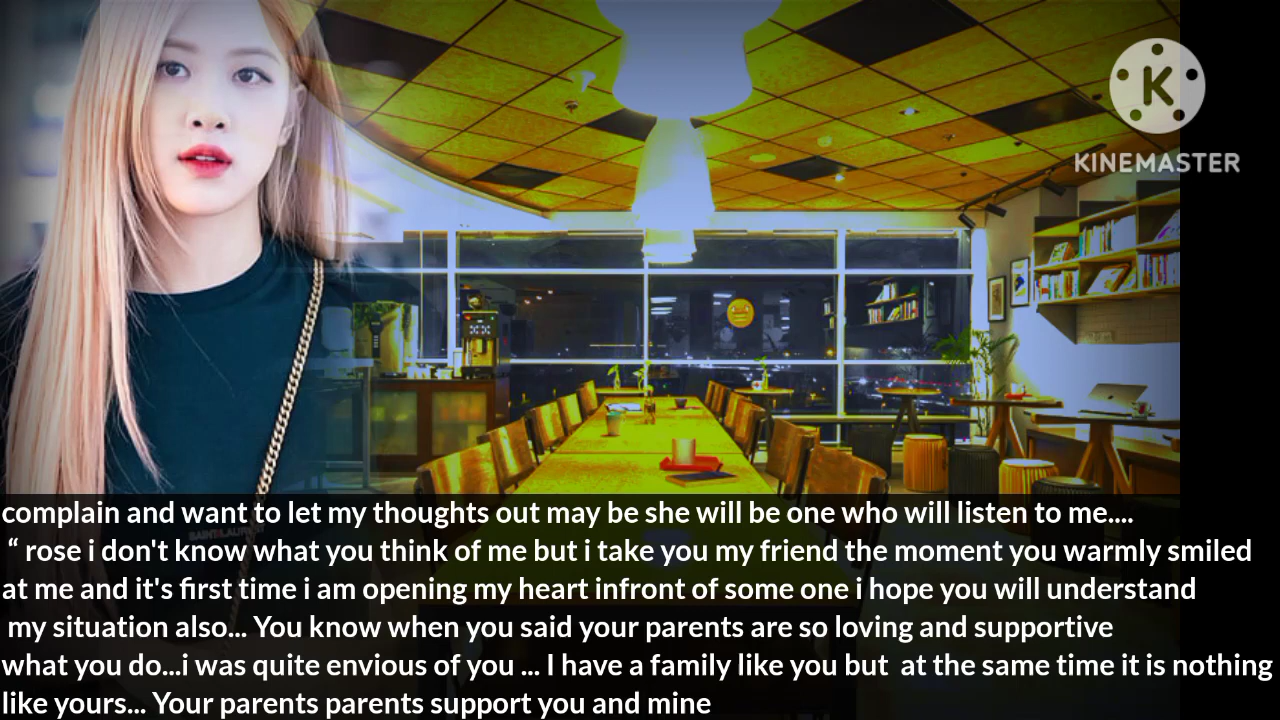 KINEMASTER
SAINT LAURENT
complain and want to let my thoughts out may be she will be one who will listen to me....
“ rose i don't know what you think of me but i take you my friend the moment you warmly smiled
at me and it's first time i am opening my heart infront of some one i hope you will understand
my situation also... You know when you said your parents are so loving and supportive
what you do...i was quite envious of you ... I have a family like you but at the same time it is nothing
like yours... Your parents parents support you and mine